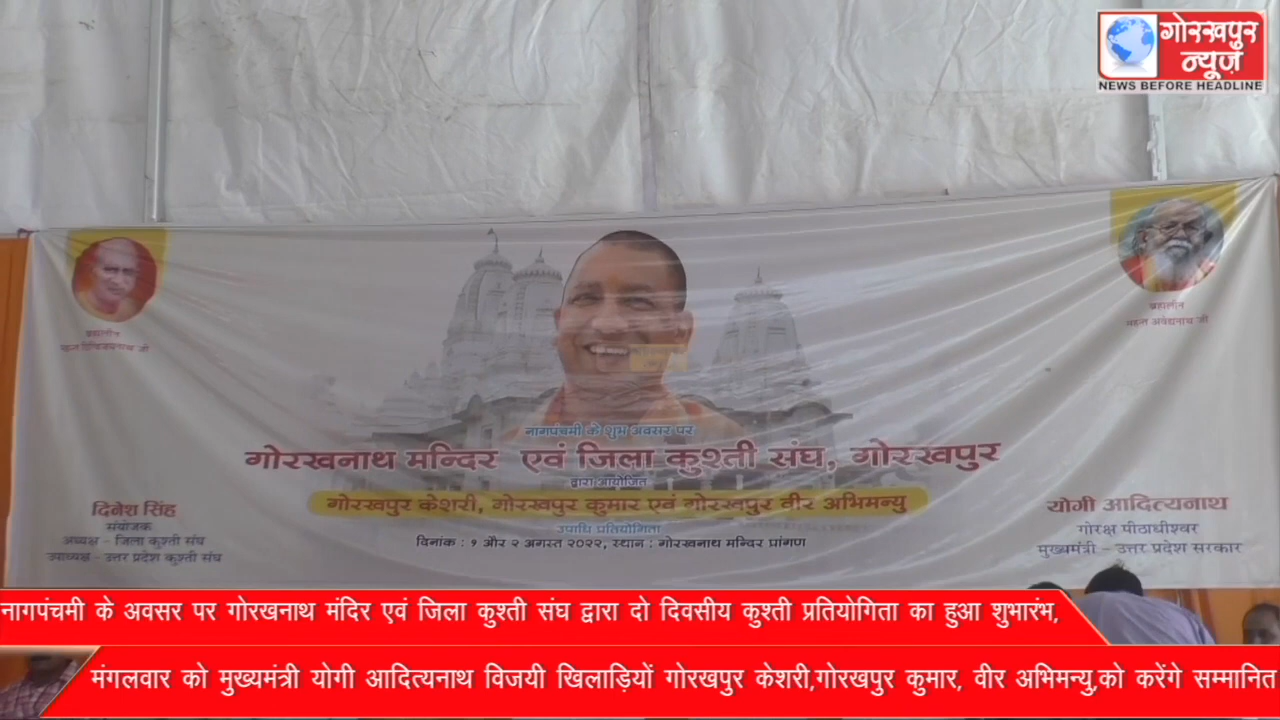 गोरखपुर
न्यूज़
NEWS BEFORE HEADLINE
ब्रह्मलीन
महन्त दिग्विजयनाथ जी
ब्रह्मलीन
महन्त अवेद्यनाथ जी
नागपंचमी के शुभ अवसर पर
गोरखनाथ मन्दिर एवं जिला कुश्ती संघ, गोरखपुर
द्वारा आयोजित
गोरखपुर केशरी, गोरखपुर कुमार एवं गोरखपुर वीर अभिमन्यु
उपाधि प्रतियोगिता
दिनांक : १ और २ अगस्त २०२२, स्थान : गोरखनाथ मन्दिर प्रांगण
दिनेश सिंह
संयोजक
अध्यक्ष - जिला कुश्ती संघ
उपाध्यक्ष - उत्तर प्रदेश कुश्ती संघ
योगी आदित्यनाथ
गोरक्ष पीठाधीश्वर
मुख्यमंत्री - उत्तर प्रदेश सरकार
नागपंचमी के अवसर पर गोरखनाथ मंदिर एवं जिला कुश्ती संघ द्वारा दो दिवसीय कुश्ती प्रतियोगिता का हुआ शुभारंभ,
मंगलवार को मुख्यमंत्री योगी आदित्यनाथ विजयी खिलाड़ियों गोरखपुर केशरी,गोरखपुर कुमार, वीर अभिमन्यु,को करेंगे सम्मानित